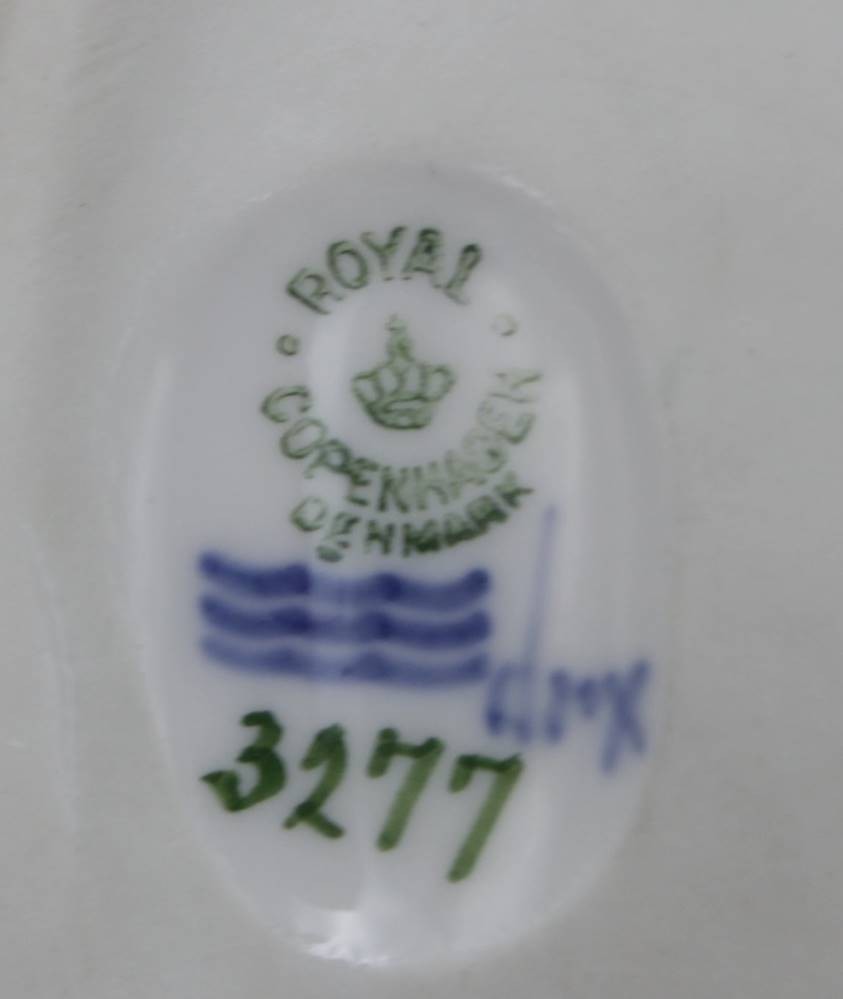 ROYAL
COPENHAGEN
DENMARK
3277